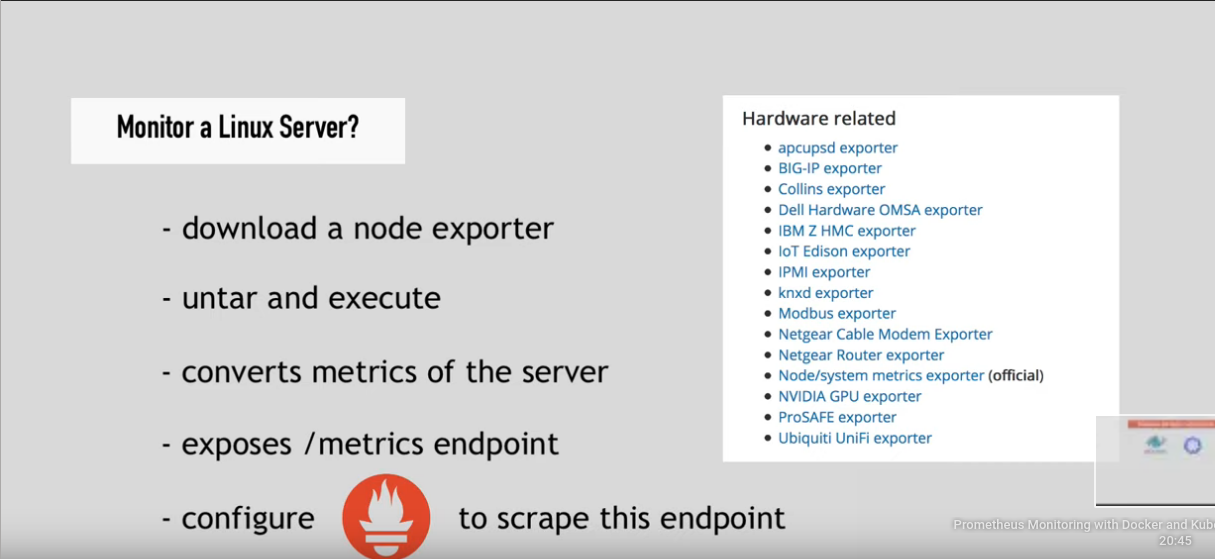 Monitor a Linux Server?
- download a node exporter
- untar and execute
- converts metrics of the server
- exposes /metrics endpoint
- configure to scrape this endpoint
Hardware related
• apcupsd exporter
• BIG-IP exporter
• Collins exporter
• Dell Hardware OMSA exporter
• IBM Z HMC exporter
• IoT Edison exporter
• IPMI exporter
• knxd exporter
• Modbus exporter
• Netgear Cable Modem Exporter
• Netgear Router exporter
• Node/system metrics exporter (official)
• NVIDIA GPU exporter
• ProSAFE exporter
• Ubiquiti UniFi exporter
Prometheus Monitoring with Docker and Kube
20:45